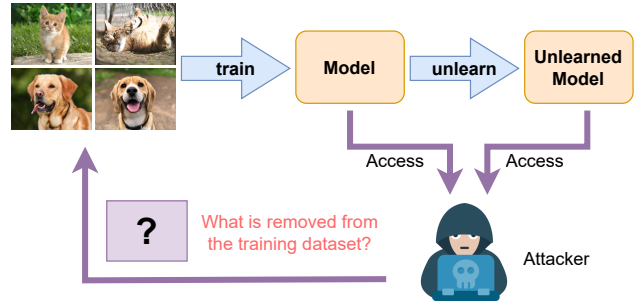 train
Model
unlearn
Unlearned
Model
Access
Access
?
What is removed from
the training dataset?
Attacker